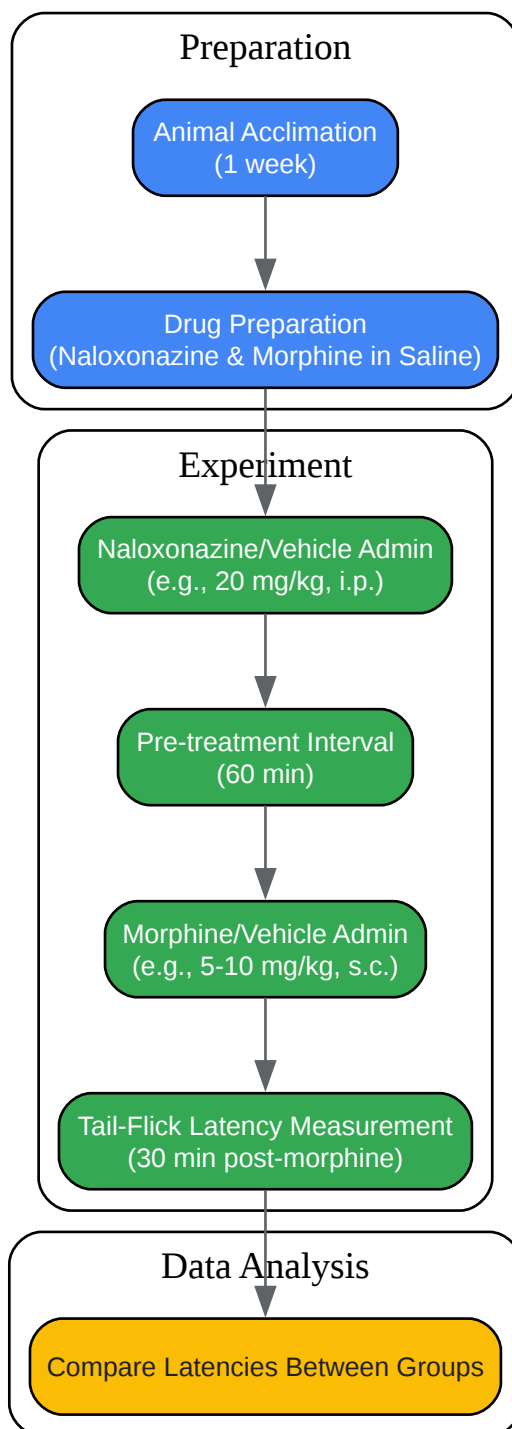 Preparation
Animal Acclimation
(1 week)
Drug Preparation
(Naloxonazine & Morphine in Saline)
Experiment
Naloxonazine/Vehicle Admin
(e.g., 20 mg/kg, i.p.)
Pre-treatment Interval
(60 min)
Morphine/Vehicle Admin
(e.g., 5-10 mg/kg, s.c.)
Tail-Flick Latency Measurement
(30 min post-morphine)
Data Analysis
Compare Latencies Between Groups